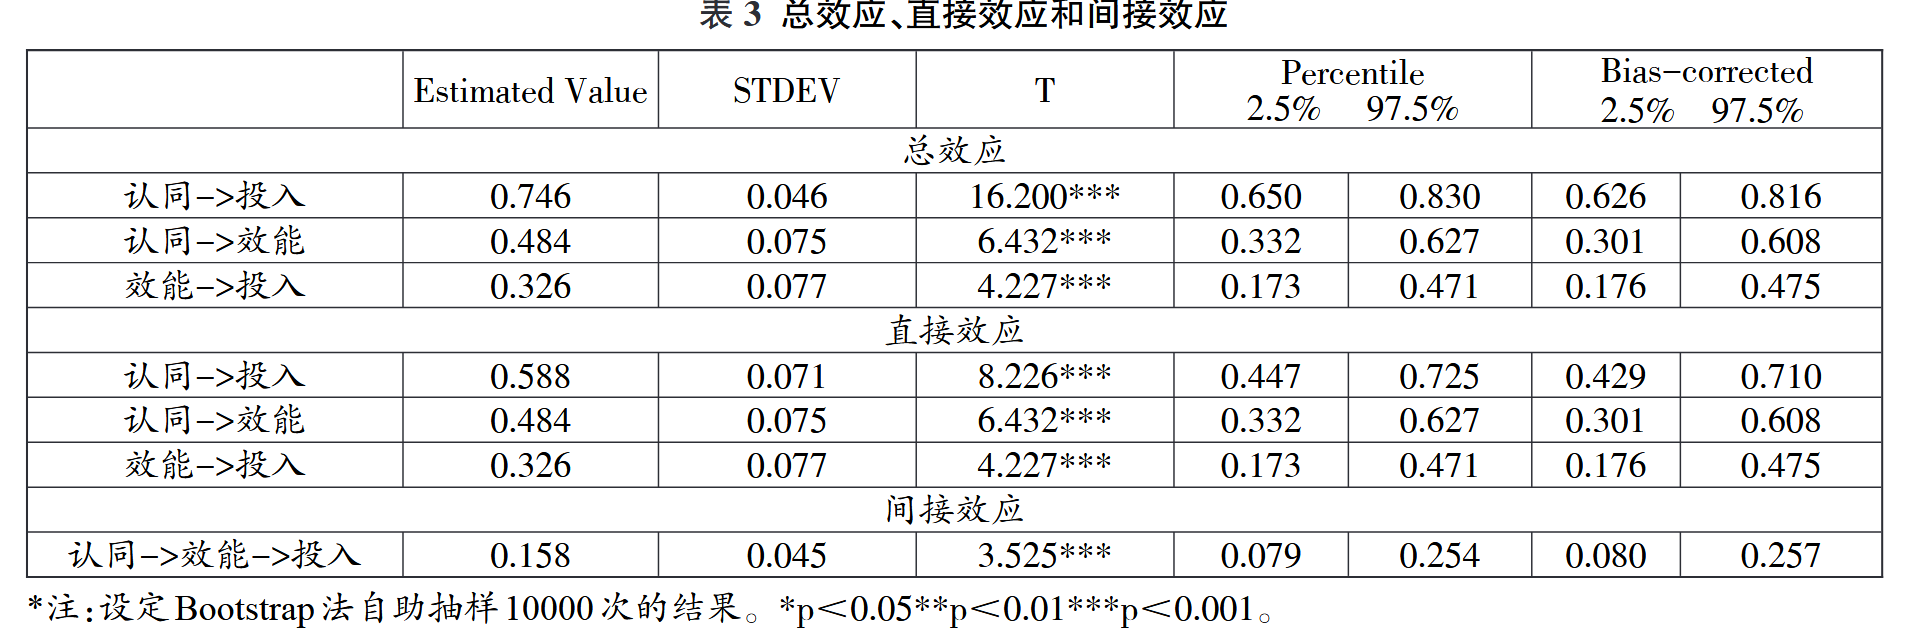 表 3 总效应、直接效应和间接效应
Estimated Value STDEV T Percentile 2.5% 97.5% Bias-corrected 2.5% 97.5%
总效应
认同->投入 0.746 0.046 16.200*** 0.650 0.830 0.626 0.816
认同->效能 0.484 0.075 6.432*** 0.332 0.627 0.301 0.608
效能->投入 0.326 0.077 4.227*** 0.173 0.471 0.176 0.475
直接效应
认同->投入 0.588 0.071 8.226*** 0.447 0.725 0.429 0.710
认同->效能 0.484 0.075 6.432*** 0.332 0.627 0.301 0.608
效能->投入 0.326 0.077 4.227*** 0.173 0.471 0.176 0.475
间接效应
认同->效能->投入 0.158 0.045 3.525*** 0.079 0.254 0.080 0.257
*注:设定Bootstrap法自助抽样10000次的结果。*p<0.05**p<0.01***p<0.001。